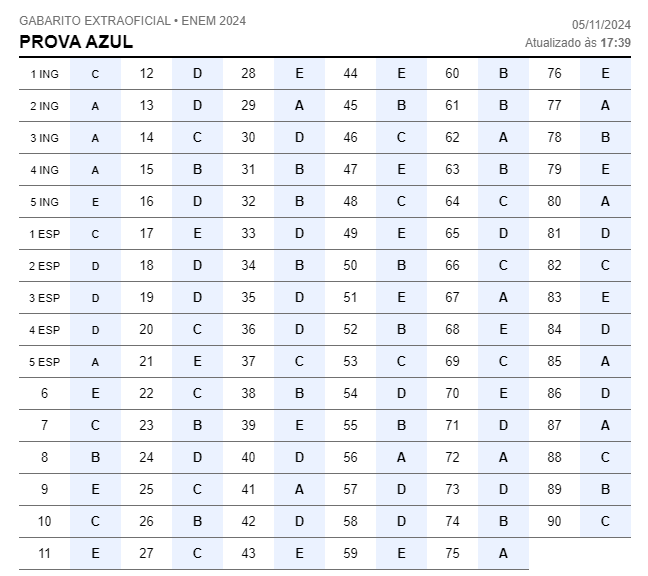 GABARITO EXTRAOFICIAL • ENEM 2024
05/11/2024
PROVA AZUL
Atualizado às 17:39
1 ING C 12 D 28 E 44 E 60 B 76 E
2 ING A 13 D 29 A 45 B 61 B 77 A
3 ING A 14 C 30 D 46 C 62 A 78 B
4 ING A 15 B 31 B 47 E 63 B 79 E
5 ING E 16 D 32 B 48 C 64 C 80 A
1 ESP C 17 E 33 D 49 E 65 D 81 D
2 ESP D 18 D 34 B 50 B 66 C 82 C
3 ESP D 19 D 35 D 51 E 67 A 83 E
4 ESP D 20 C 36 D 52 B 68 E 84 D
5 ESP A 21 E 37 C 53 C 69 C 85 A
6 E 22 C 38 B 54 D 70 E 86 D
7 C 23 B 39 E 55 B 71 D 87 A
8 B 24 D 40 D 56 A 72 A 88 C
9 E 25 C 41 A 57 D 73 D 89 B
10 C 26 B 42 D 58 D 74 B 90 C
11 E 27 C 43 E 59 E 75 A